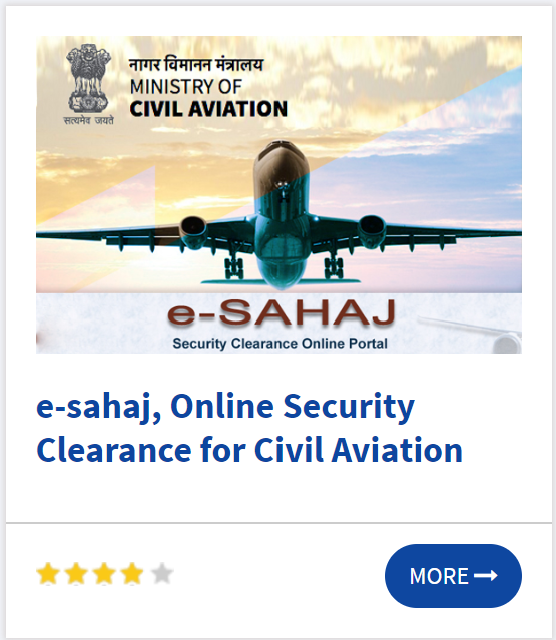 नागर विमानन मंत्रालय
MINISTRY OF
CIVIL AVIATION
सत्यमेव जयते
e-SAHAJ
Security Clearance Online Portal
e-sahaj, Online Security
Clearance for Civil Aviation
MORE